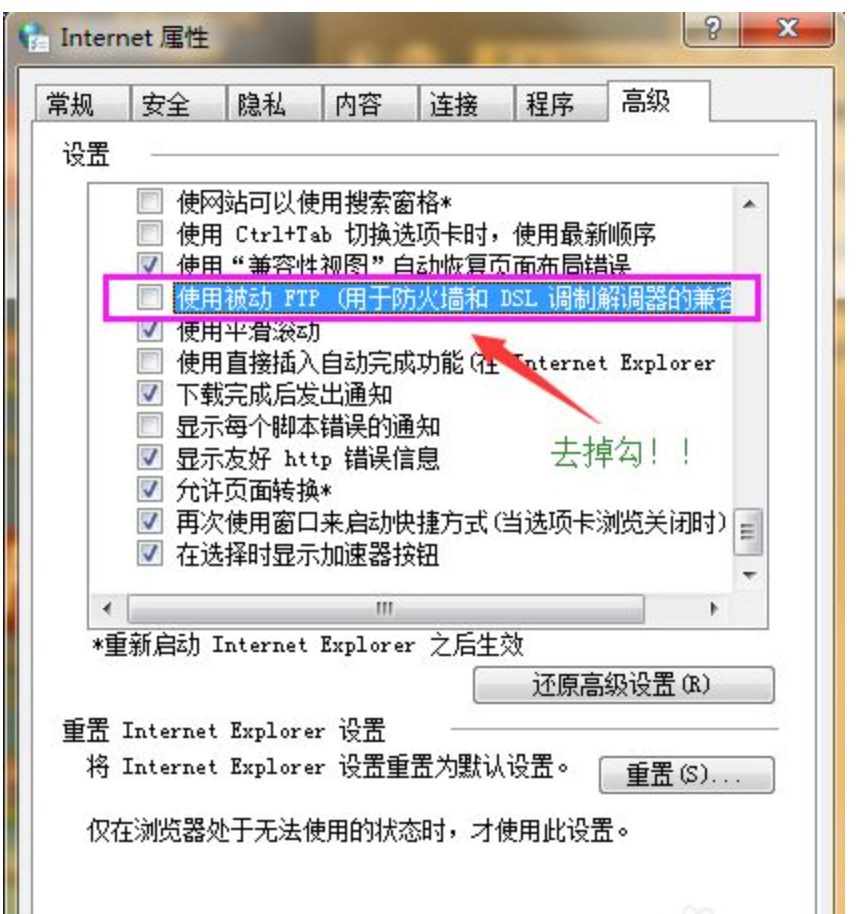 Internet 属性
?
X
常规 安全 隐私 内容 连接 程序 高级
设置
使网站可以使用搜索窗格*
使用 Ctrl+Tab 切换选项卡时，使用最新顺序
使用“兼容性视图”自动恢复页面布局错误
使用被动 FTP (用于防火墙和 DSL 调制解调器的兼容
使用平滑滚动
使用直接插入自动完成功能(在 Internet Explorer
下载完成后发出通知
显示每个脚本错误的通知
去掉勾！！
显示友好 http 错误信息
允许页面转换*
再次使用窗口来启动快捷方式(当选项卡浏览关闭时)
在选择时显示加速器按钮
*重新启动 Internet Explorer 之后生效
还原高级设置(R)
重置 Internet Explorer 设置
将 Internet Explorer 设置重置为默认设置。
重置(S)...
仅在浏览器处于无法使用的状态时，才使用此设置。